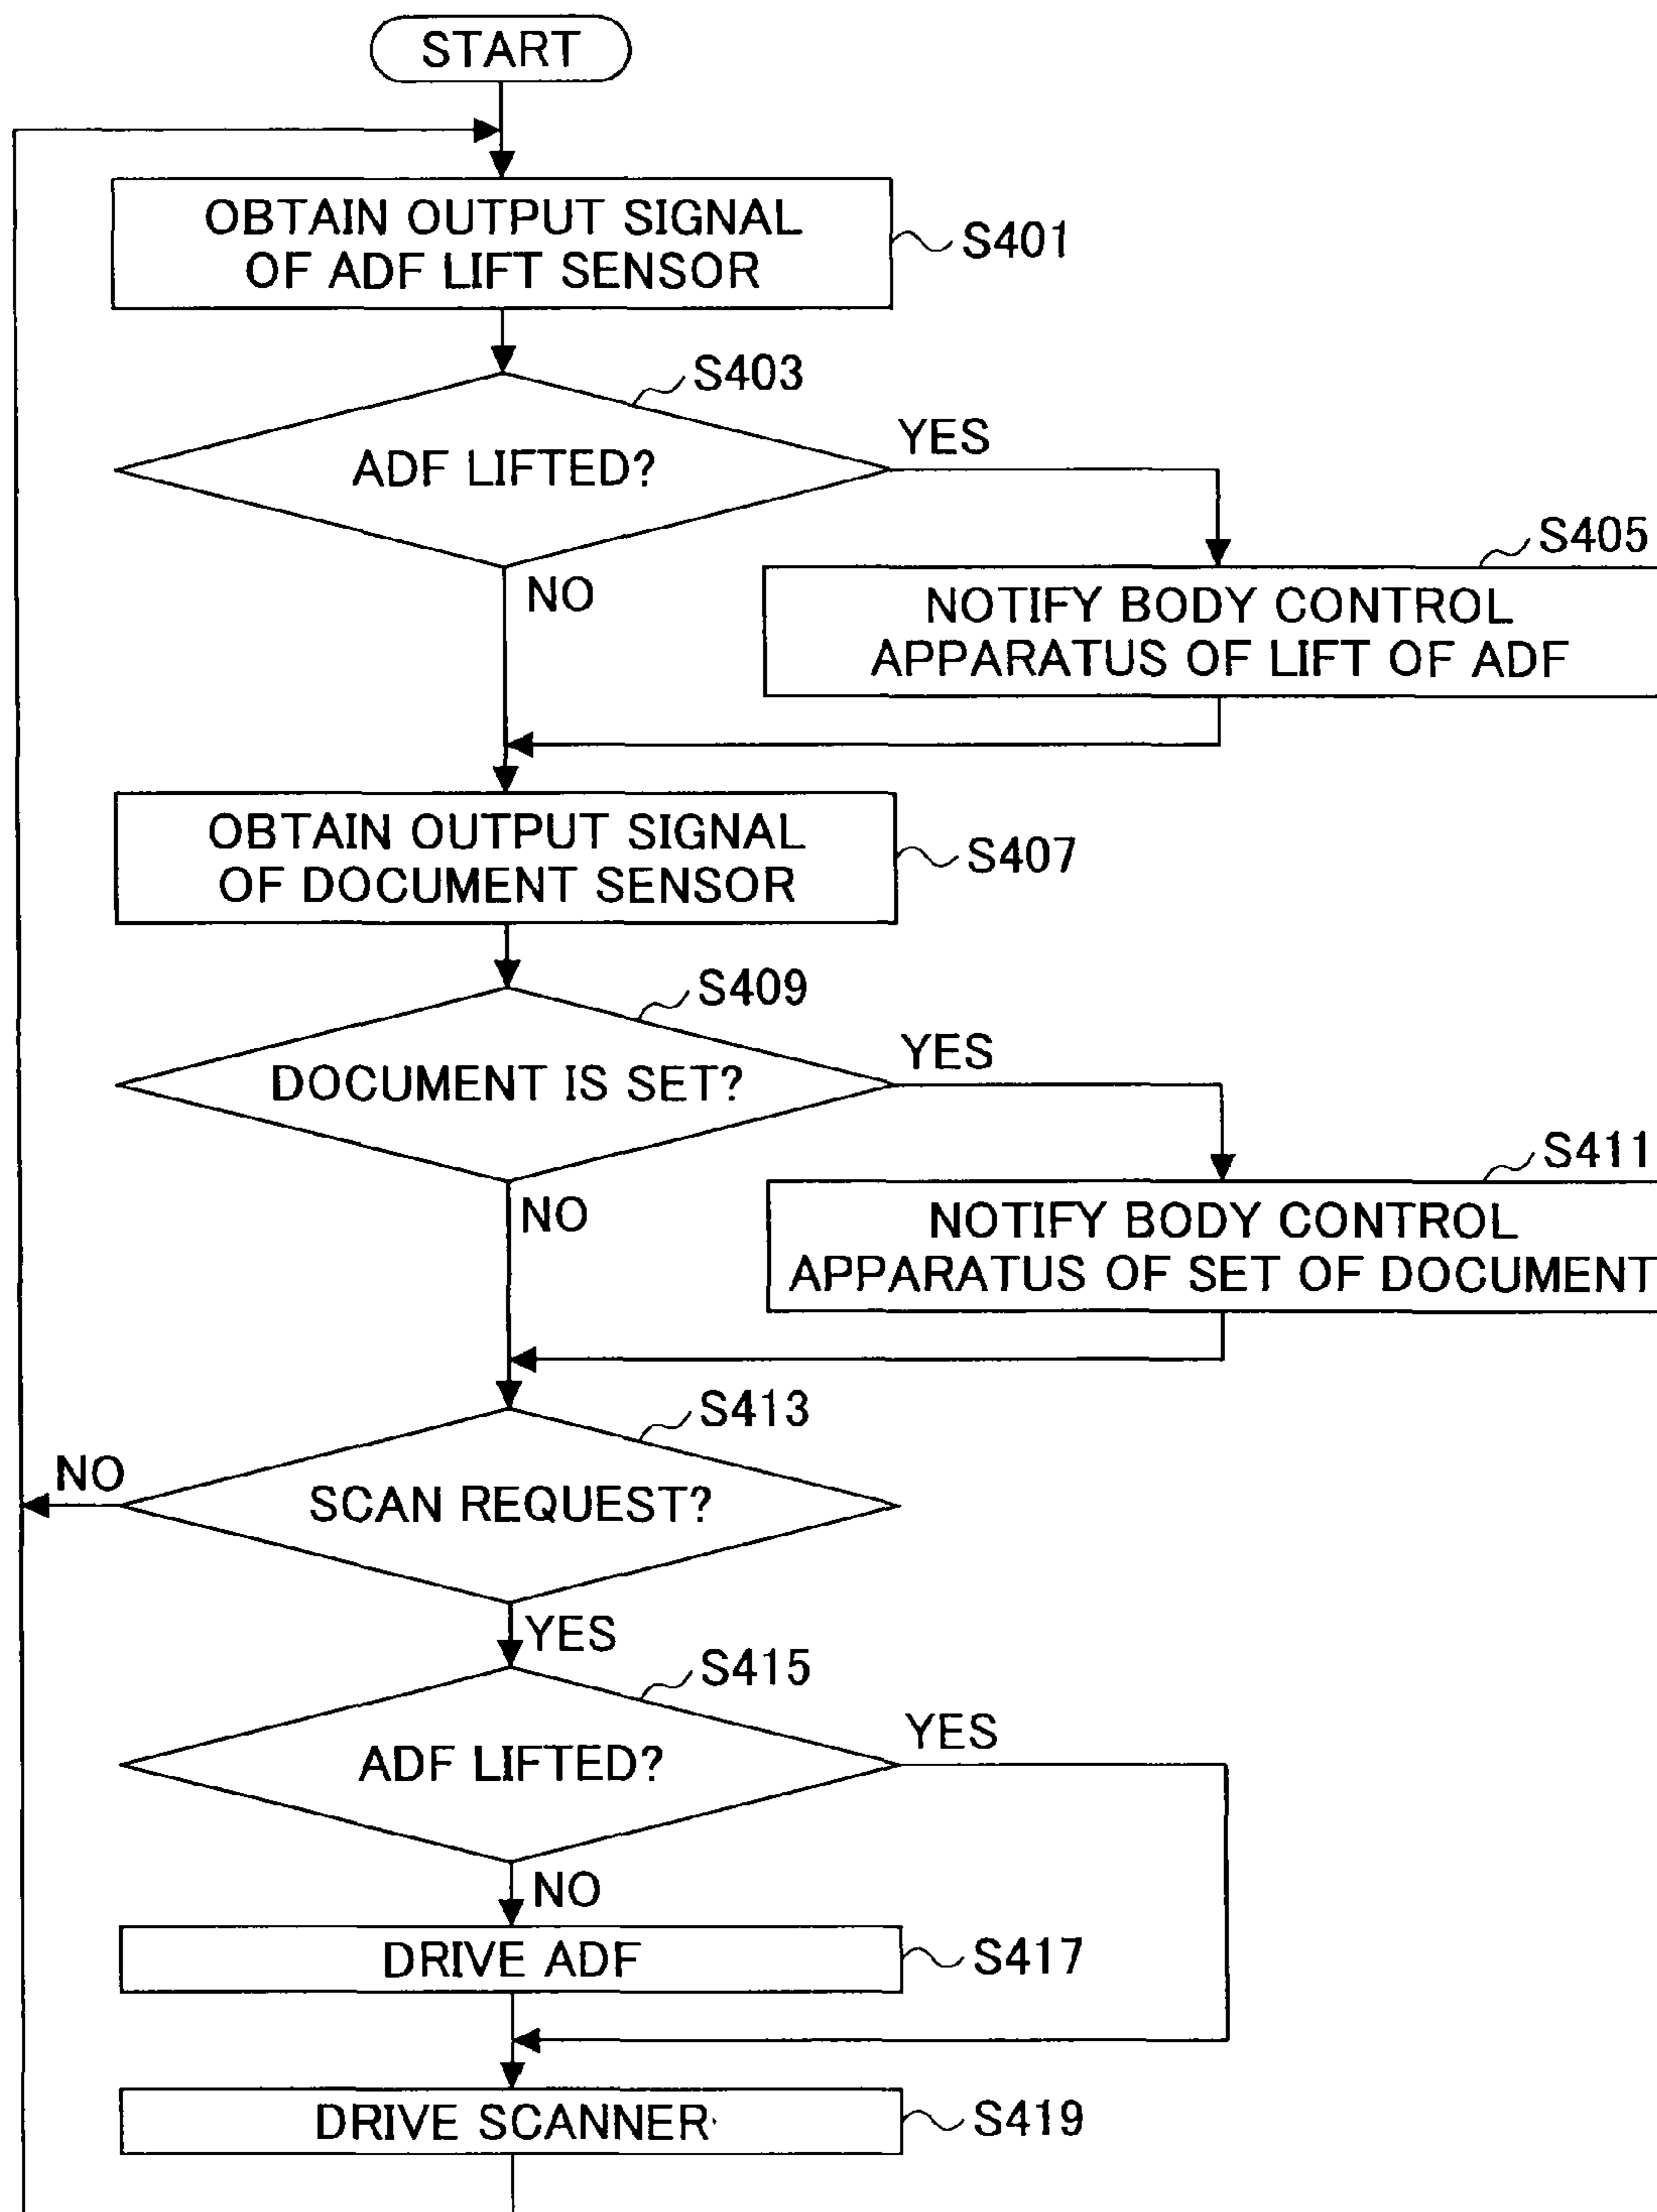 START
OBTAIN OUTPUT SIGNAL
OF ADF LIFT SENSOR
S401
S403
ADF LIFTED?
YES
NO
S405
NOTIFY BODY CONTROL
APPARATUS OF LIFT OF ADF
OBTAIN OUTPUT SIGNAL
OF DOCUMENT SENSOR
S407
S409
DOCUMENT IS SET?
YES
NO
S411
NOTIFY BODY CONTROL
APPARATUS OF SET OF DOCUMENT
S413
NO
SCAN REQUEST?
YES
S415
ADF LIFTED?
YES
NO
DRIVE ADF
S417
DRIVE SCANNER
S419